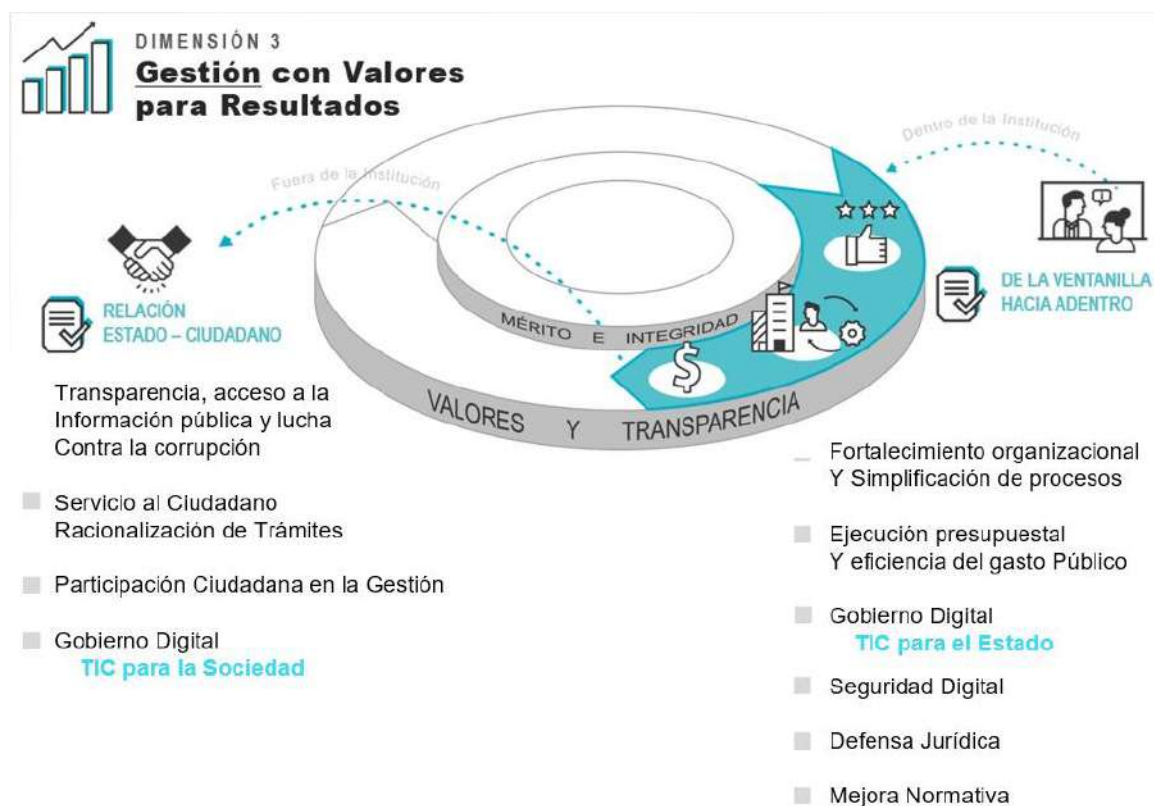 DIMENSIÓN 3
Gestión con Valores
para Resultados
Fuera de la Institución
Dentro de la Institución
RELACIÓN
ESTADO – CIUDADANO
DE LA VENTANILLA
HACIA ADENTRO
MÉRITO E INTEGRIDAD
VALORES Y TRANSPARENCIA
$
Transparencia, acceso a la
Información pública y lucha
Contra la corrupción
Servicio al Ciudadano
Racionalización de Trámites
Participación Ciudadana en la Gestión
Gobierno Digital
TIC para la Sociedad
Fortalecimiento organizacional
Y Simplificación de procesos
Ejecución presupuestal
Y eficiencia del gasto Público
Gobierno Digital
TIC para el Estado
Seguridad Digital
Defensa Jurídica
Mejora Normativa